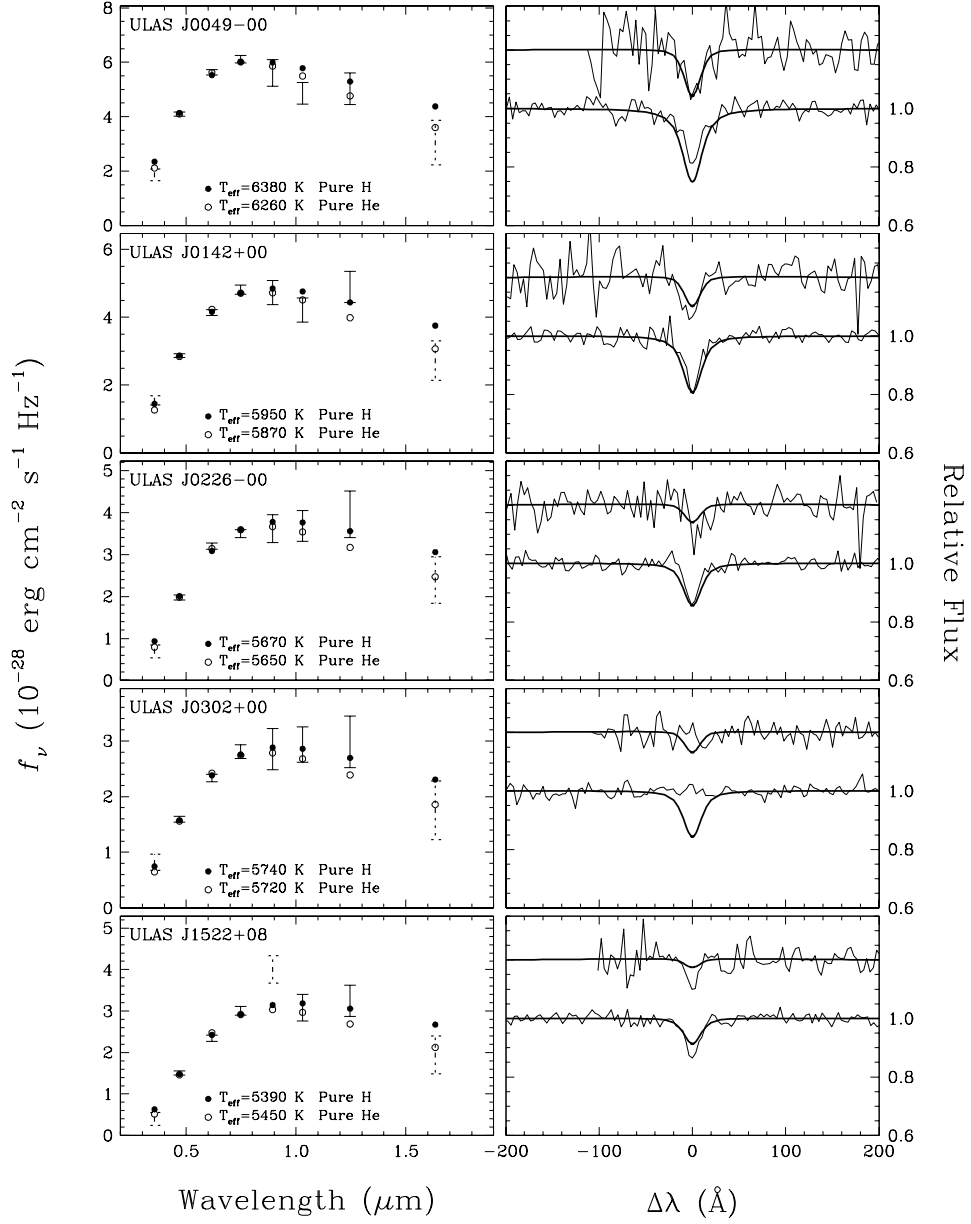 ULAS J0049−00
8
6
4
2
0
T_eff=6380 K Pure H
T_eff=6260 K Pure He
1.0
0.8
0.6
ULAS J0142+00
6
4
2
0
T_eff=5950 K Pure H
T_eff=5870 K Pure He
1.0
0.8
0.6
ULAS J0226−00
5
4
3
2
1
0
T_eff=5670 K Pure H
T_eff=5650 K Pure He
1.0
0.8
0.6
ULAS J0302+00
3
2
1
0
T_eff=5740 K Pure H
T_eff=5720 K Pure He
1.0
0.8
0.6
ULAS J1522+08
5
4
3
2
1
0
T_eff=5390 K Pure H
T_eff=5450 K Pure He
1.0
0.8
0.6
0.5 1.0 1.5
−200 −100 0 100 200
f_ν (10^−28 erg cm^−2 s^−1 Hz^−1)
Relative Flux
Wavelength (μm)
Δλ (Å)